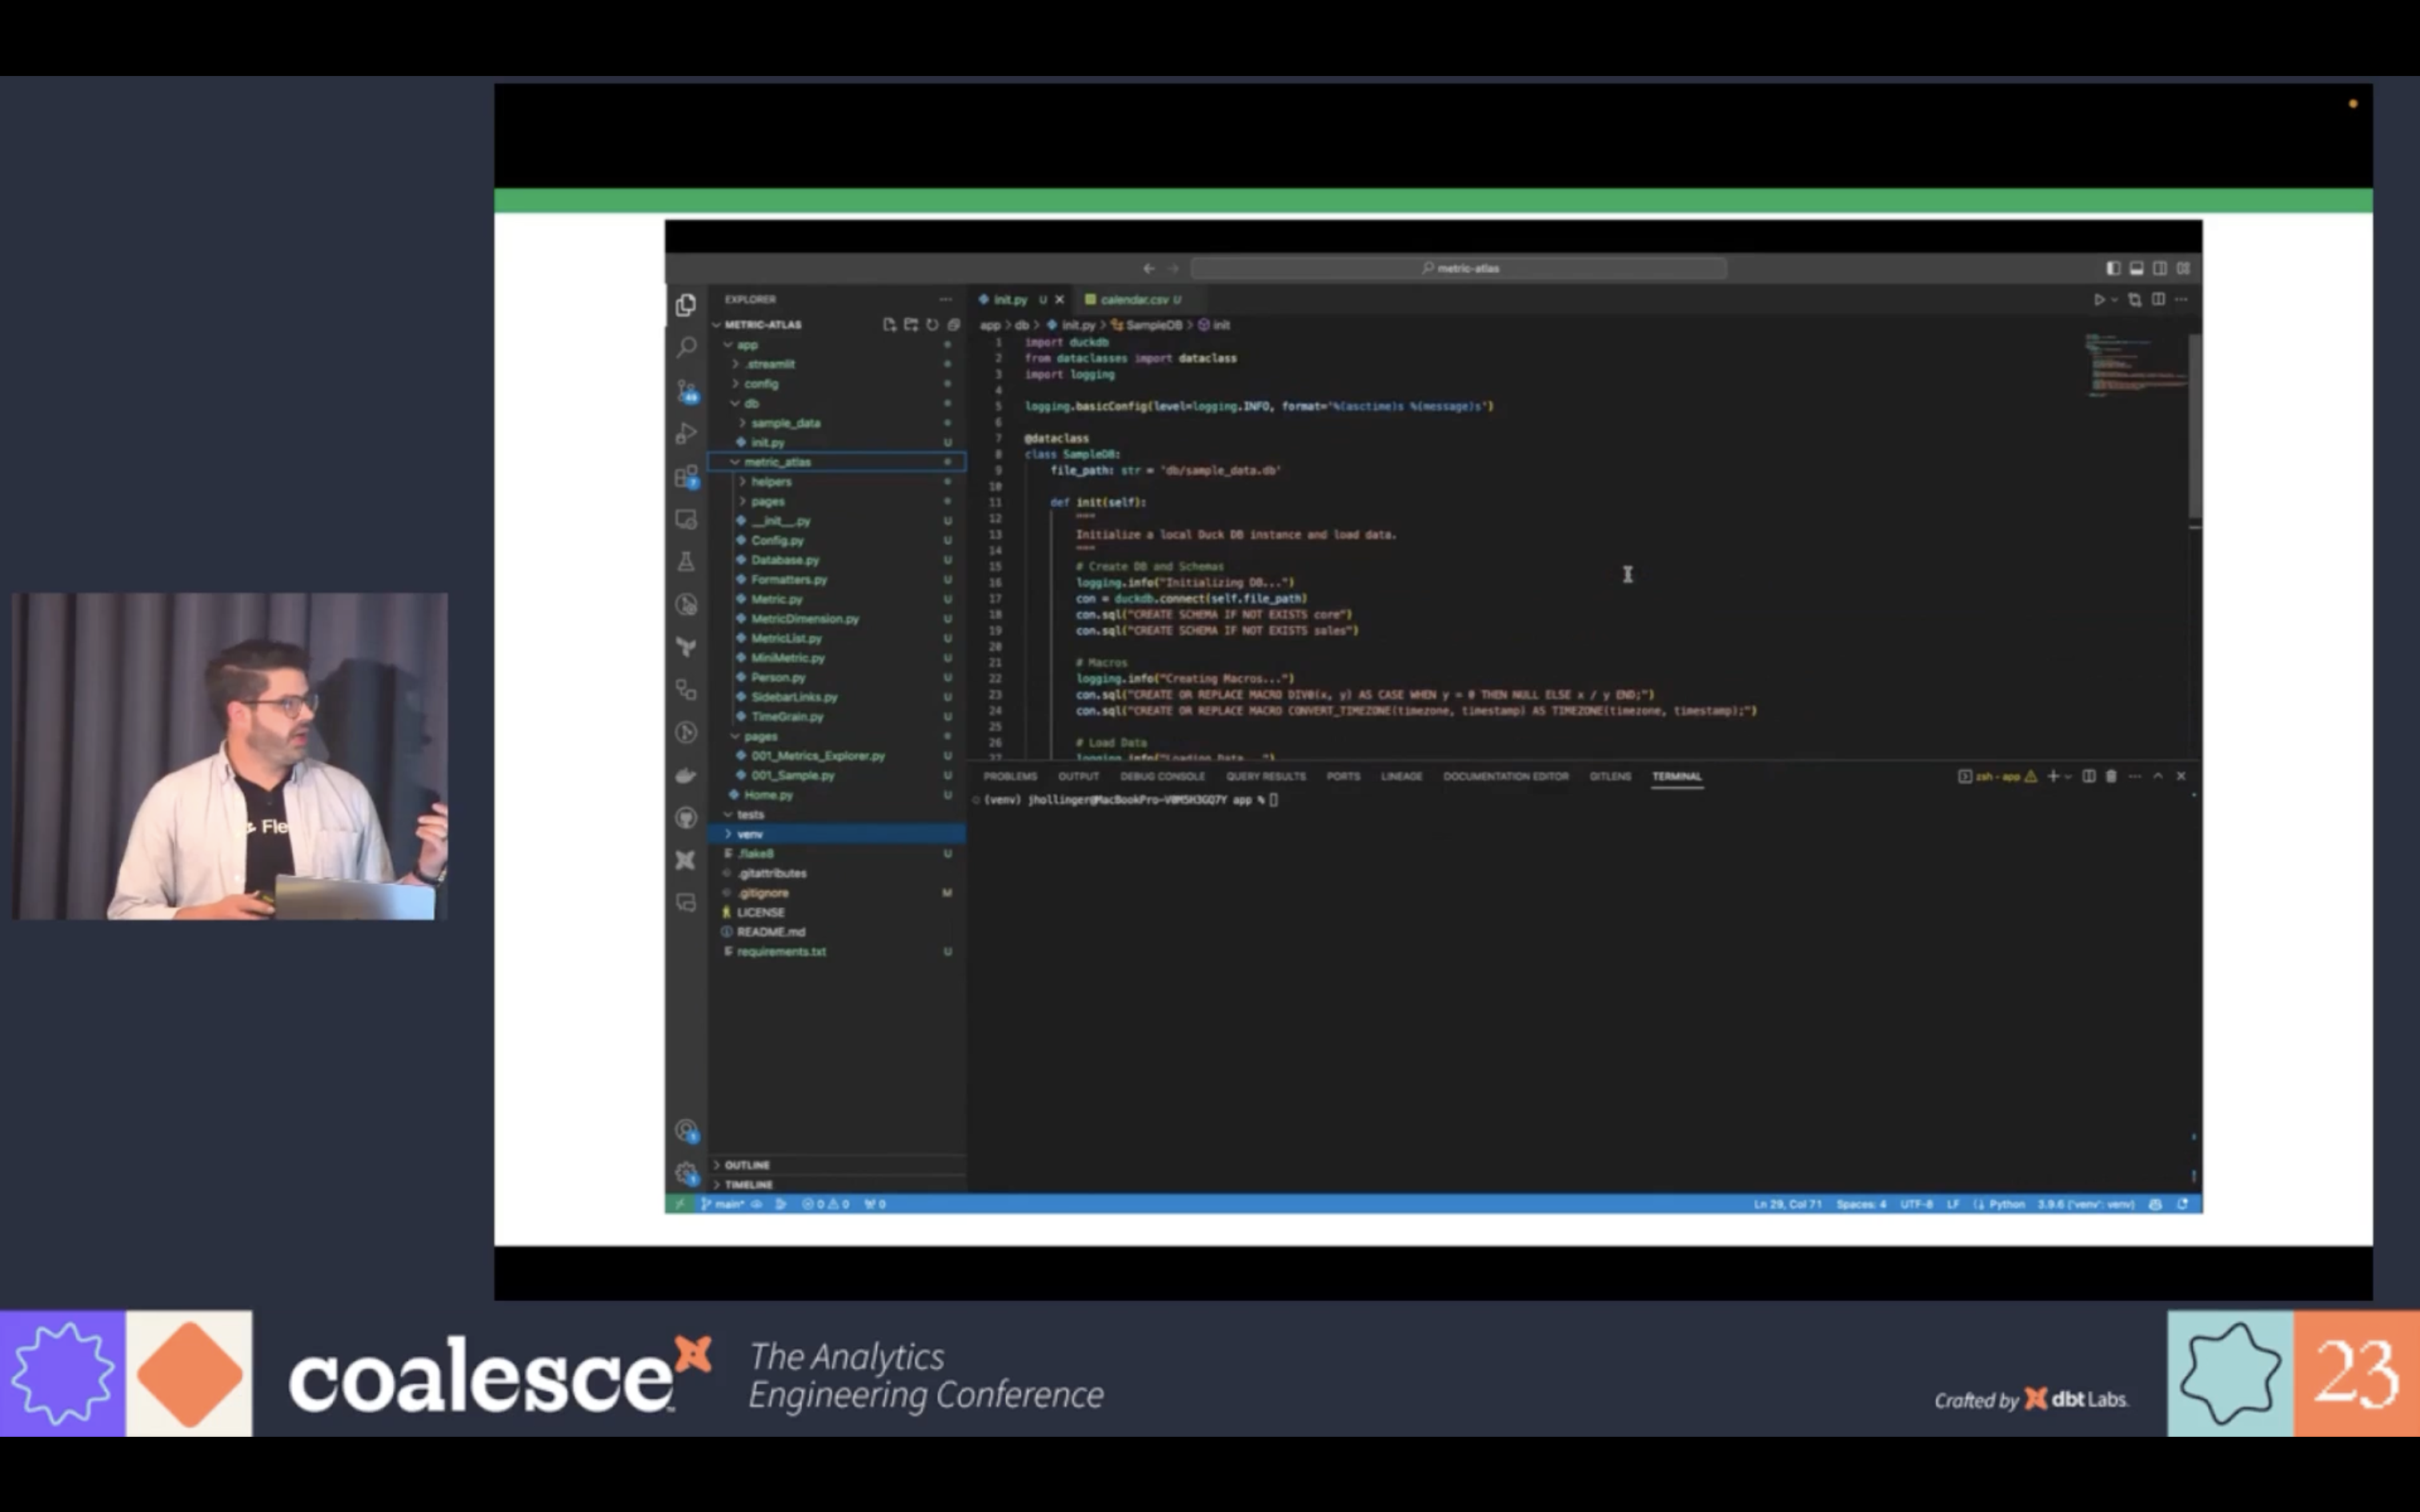 metric-atlas
EXPLORER
METRIC-ATLAS
app
.streamlit
config
db
sample_data
init.py U
metric_atlas
helpers
pages
__init__.py U
Config.py U
Database.py U
Formatters.py U
Metric.py U
MetricDimension.py U
MetricList.py U
MiniMetric.py U
Person.py U
SidebarLinks.py U
TimeGrain.py U
pages
001_Metrics_Explorer.py U
001_Sample.py U
Home.py U
tests
venv
.flake8 U
.gitattributes
.gitignore M
LICENSE
README.md
requirements.txt U
OUTLINE
TIMELINE
init.py U calendar.csv U
app > db > init.py > SampleDB > init
1 import duckdb
2 from dataclasses import dataclass
3 import logging
4
5 logging.basicConfig(level=logging.INFO, format='%(asctime)s %(message)s')
6
7 @dataclass
8 class SampleDB:
9 file_path: str = 'db/sample_data.db'
10
11 def init(self):
12 """
13 Initialize a local Duck DB instance and load data.
14 """
15 # Create DB and Schemas
16 logging.info("Initializing DB...")
17 con = duckdb.connect(self.file_path)
18 con.sql("CREATE SCHEMA IF NOT EXISTS core")
19 con.sql("CREATE SCHEMA IF NOT EXISTS sales")
20
21 # Macros
22 logging.info("Creating Macros...")
23 con.sql("CREATE OR REPLACE MACRO DIV0(x, y) AS CASE WHEN y = 0 THEN NULL ELSE x / y END;")
24 con.sql("CREATE OR REPLACE MACRO CONVERT_TIMEZONE(timezone, timestamp) AS TIMEZONE(timezone, timestamp);")
25
26 # Load Data
27 logging.info("Loading Data...")
PROBLEMS OUTPUT DEBUG CONSOLE QUERY RESULTS PORTS LINEAGE DOCUMENTATION EDITOR GITLENS TERMINAL zsh - app
(venv) jhollinger@MacBookPro-V0M5H3GQ7Y app %
main* 0 0 0 Ln 29, Col 71 Spaces: 4 UTF-8 LF Python 3.9.6 ('venv': venv)
Fle
coalesce
The Analytics
Engineering Conference
Crafted by dbt Labs
23